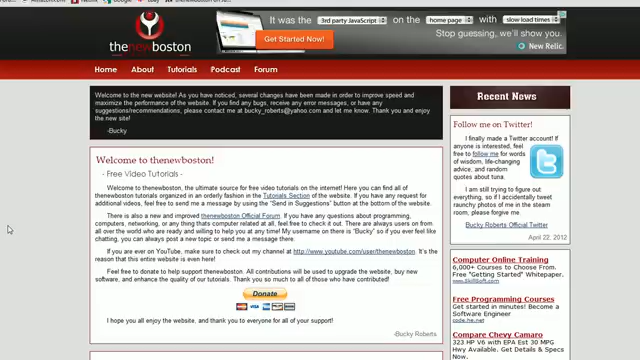 It was the 3rd party JavaScript on the home page with slow load times
Stop guessing, we'll show you.
Get Started Now!
New Relic.
thenewboston
Home About Tutorials Podcast Forum
Welcome to the new website! As you have noticed, several changes have been made in order to improve speed and
maximize the performance of the website. If you find any bugs, receive any error messages, or have any
suggestions/recommendations, please contact me at bucky_roberts@yahoo.com and let me know. Thank you and enjoy
the new site!
-Bucky
Recent News
Welcome to thenewboston!
- Free Video Tutorials -
Welcome to thenewboston, the ultimate source for free video tutorials on the internet! Here you can find all of
thenewboston tutorials organized in an orderly fashion in the Tutorials Section of the website. If you have any request for
additional videos, feel free to send me a message by using the "Send in Suggestions" button at the bottom of the website.
There is also a new and improved thenewboston Official Forum. If you have any questions about programming,
computers, networking, or any thing thats computer related at all, feel free to check it out. There are always users on from
all over the world who are ready and willing to help you at any time! My username on there is "Bucky" so if you ever feel like
chatting, you can always post a new topic or send me a message there.
If you are ever on YouTube, make sure to check out my channel at http://www.youtube.com/user/thenewboston. It's the
reason that this entire website is even here!
Feel free to donate to help support thenewboston. All contributions will be used to upgrade the website, buy new
software, and enhance the quality of our tutorials. Thank you so much to all of those who have contributed!
Donate
I hope you all enjoy the website, and thank you to everyone for all of your support!
-Bucky Roberts
Follow me on Twitter!
I finally made a Twitter account! If
anyone is interested, feel
free to follow me for words
of wisdom, life-changing
advice, and random
quotes about tuna.
I am still trying to figure
out everything, so if I accidentally tweet
raunchy photos of me in the steam
room, please forgive me.
Bucky Roberts Official Twitter
April 22, 2012
Computer Online Training
6,000+ Courses to Choose From.
Free "Getting Started" Whitepaper.
www.SkillSoft.com
Free Programming Courses
Get started in minutes! Become a
Software Engineer
code.he.net
Compare Chevy Camaro
323 HP V6 with EPA Est 30 MPG
Hwy Available. Get Details & Specs
Now.